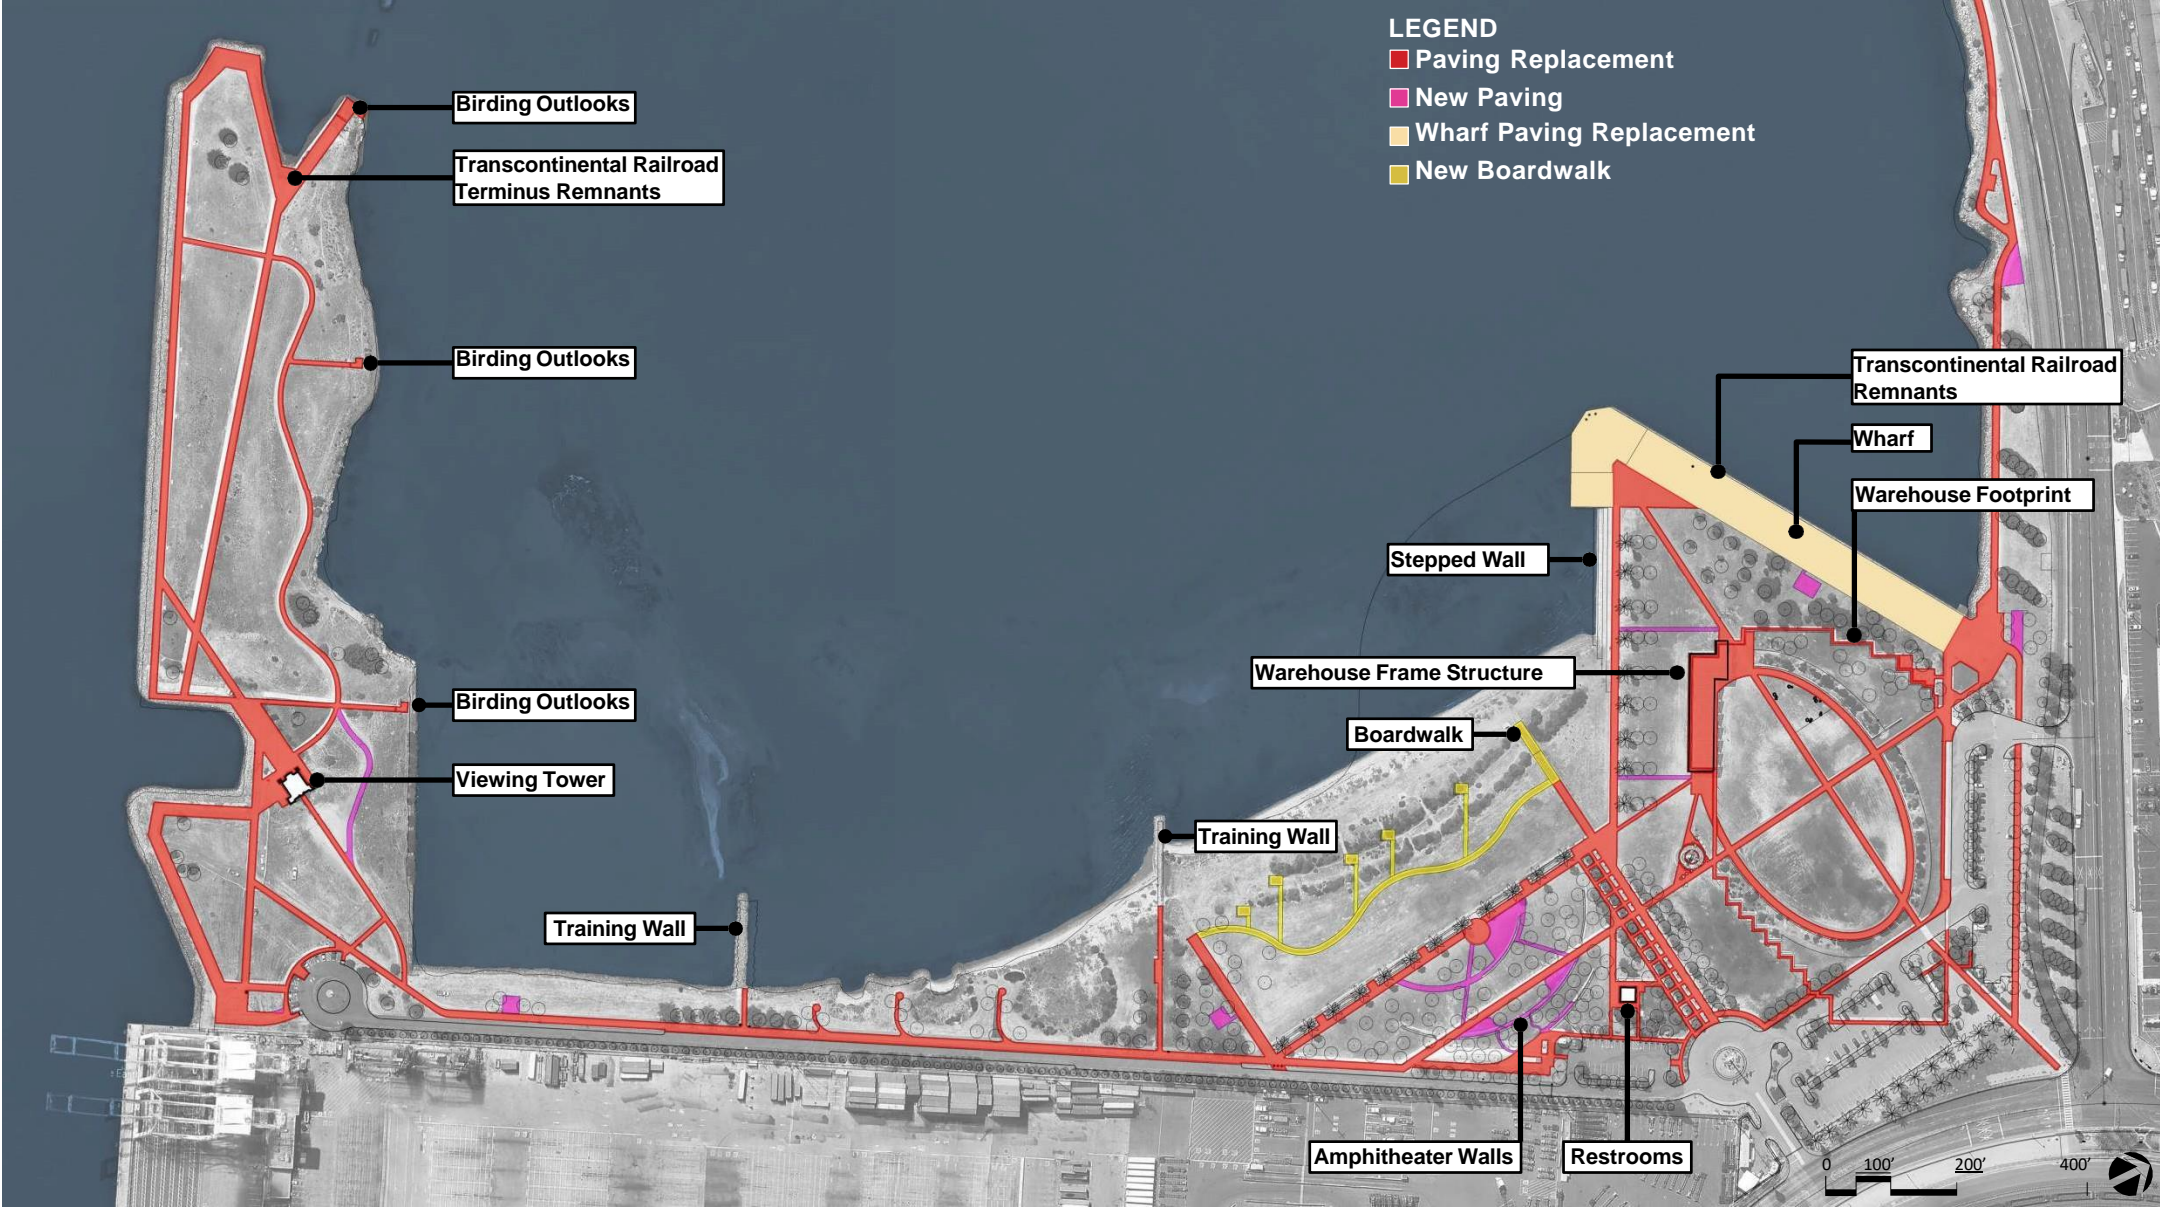 LEGEND
Paving Replacement
New Paving
Wharf Paving Replacement
New Boardwalk
Birding Outlooks
Transcontinental Railroad
Terminus Remnants
Birding Outlooks
Transcontinental Railroad
Remnants
Wharf
Warehouse Footprint
Stepped Wall
Warehouse Frame Structure
Birding Outlooks
Boardwalk
Viewing Tower
Training Wall
Training Wall
Amphitheater Walls
Restrooms
0 100' 200' 400'